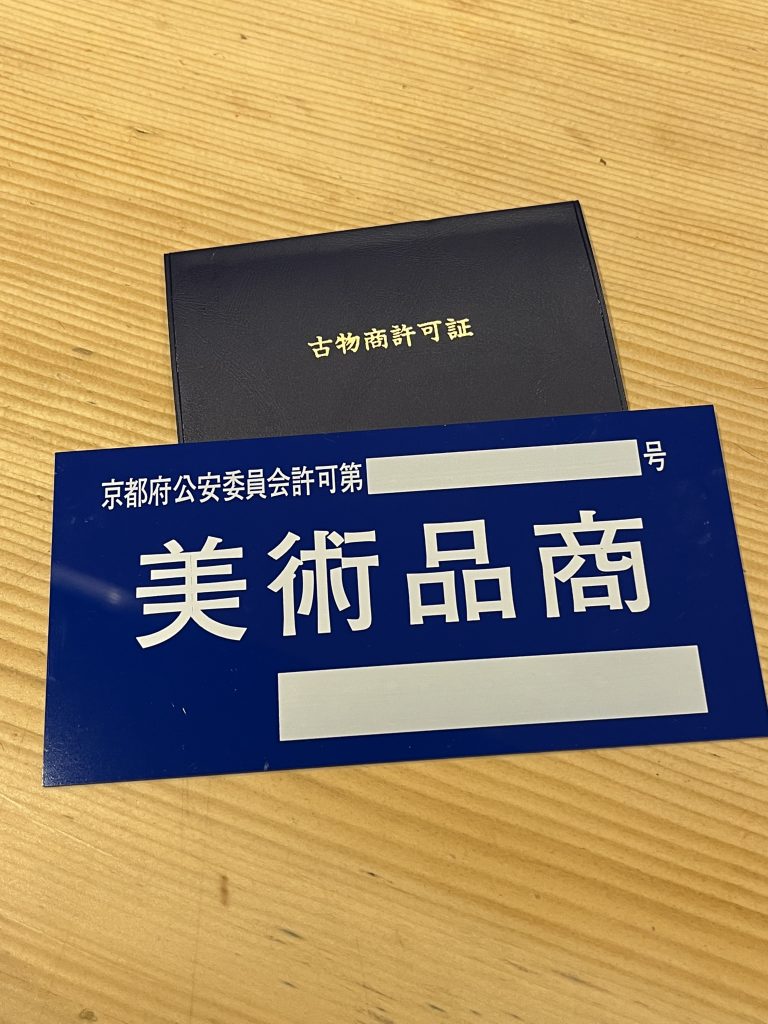 古物商許可証
京都府公安委員会許可第 号
美術品商